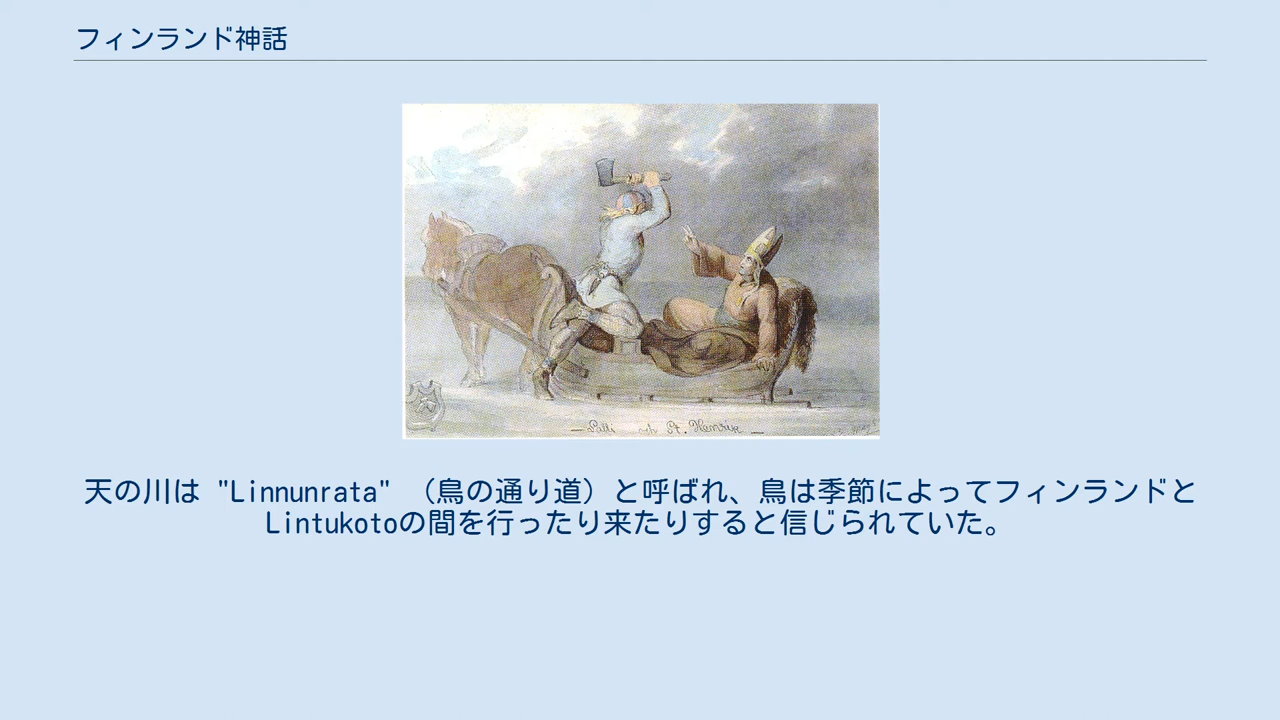 フィンランド神話
St. Henrik
天の川は "Linnunrata" （鳥の通り道）と呼ばれ、鳥は季節によってフィンランドと
Lintukotoの間を行ったり来たりすると信じられていた。